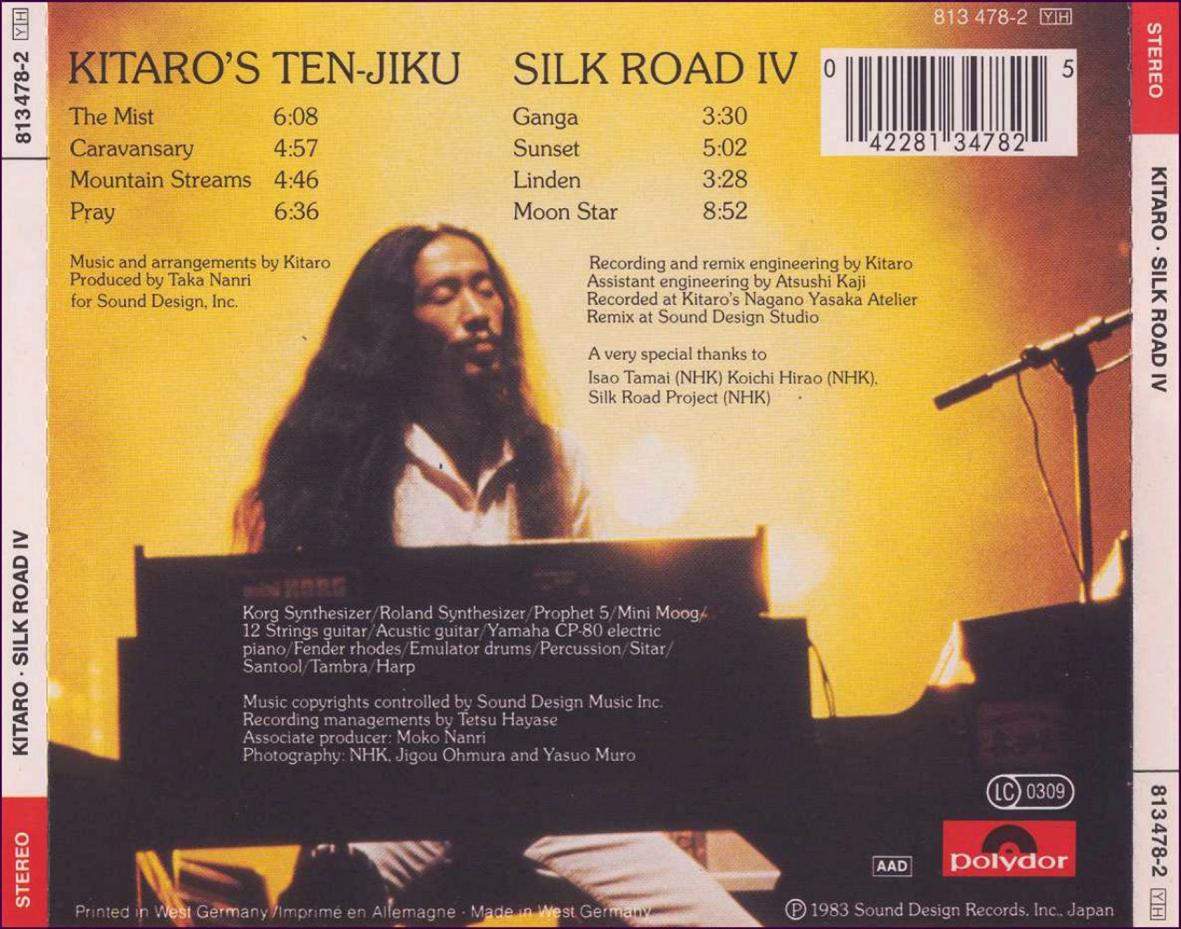 813 478-2 YH
KITARO'S TEN-JIKU
The Mist 6:08
Caravansary 4:57
Mountain Streams 4:46
Pray 6:36
SILK ROAD IV
Ganga 3:30
Sunset 5:02
Linden 3:28
Moon Star 8:52
0 42281 34782 5
Music and arrangements by Kitaro
Produced by Taka Nanri
for Sound Design, Inc.
Recording and remix engineering by Kitaro
Assistant engineering by Atsushi Kaji
Recorded at Kitaro's Nagano Yasaka Atelier
Remix at Sound Design Studio
A very special thanks to
Isao Tamai (NHK) Koichi Hirao (NHK),
Silk Road Project (NHK)
KORG
Korg Synthesizer/Roland Synthesizer/Prophet 5/Mini Moog/
12 Strings guitar/Acustic guitar/Yamaha CP-80 electric
piano/Fender rhodes/Emulator drums/Percussion/Sitar/
Santool/Tambra/Harp
Music copyrights controlled by Sound Design Music Inc.
Recording managements by Tetsu Hayase
Associate producer: Moko Nanri
Photography: NHK, Jigou Ohmura and Yasuo Muro
LC 0309
polydor
AAD
Printed in West Germany/Imprimé en Allemagne · Made in West Germany
℗ 1983 Sound Design Records, Inc., Japan
STEREO KITARO · SILK ROAD IV 813478-2 YH
STEREO KITARO · SILK ROAD IV 813478-2 YH